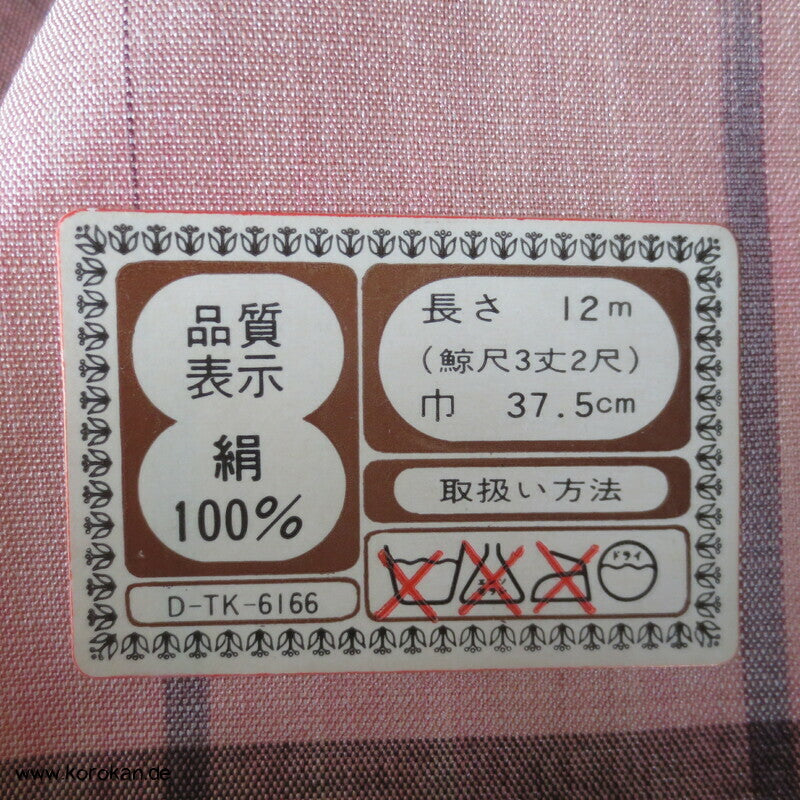 品質
表示
絹
100%
D-TK-6166
長さ 12m
(鯨尺3丈2尺)
巾 37.5cm
取扱い方法
ドライ
www.korokan.de